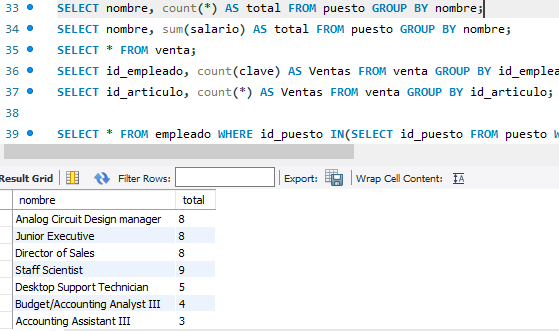 33 SELECT nombre, count(*) AS total FROM puesto GROUP BY nombre;
34 SELECT nombre, sum(salario) AS total FROM puesto GROUP BY nombre;
35 SELECT * FROM venta;
36 SELECT id_empleado, count(clave) AS Ventas FROM venta GROUP BY id_emplea
37 SELECT id_articulo, count(*) AS Ventas FROM venta GROUP BY id_articulo;
38
39 SELECT * FROM empleado WHERE id_puesto IN(SELECT id_puesto FROM puesto W
Result Grid Filter Rows: Export: Wrap Cell Content: IA
nombre total
Analog Circuit Design manager 8
Junior Executive 8
Director of Sales 8
Staff Scientist 9
Desktop Support Technician 5
Budget/Accounting Analyst III 4
Accounting Assistant III 3